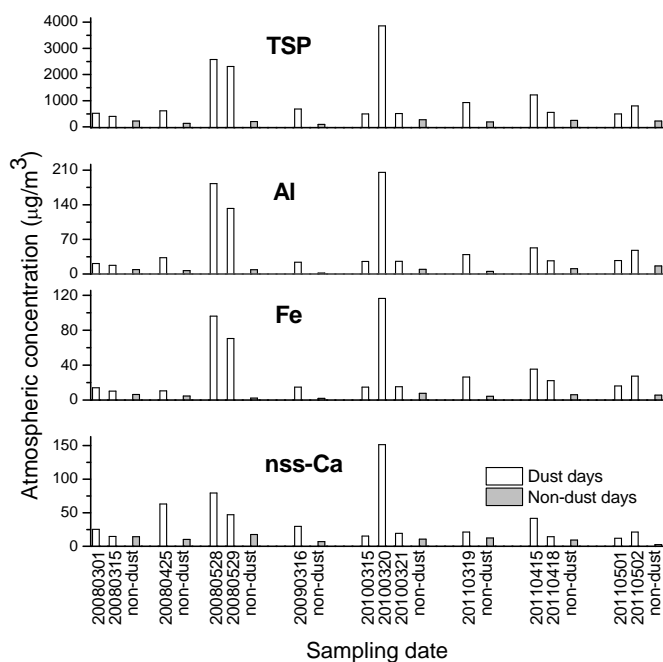 4000
3000
2000
1000
0
TSP
210
140
70
0
Al
120
80
40
0
Fe
150
100
50
0
nss-Ca
Dust days
Non-dust days
Atmospheric concentration (μg/m³)
20080301
20080315
non-dust
20080425
non-dust
20080528
20080529
non-dust
20090316
non-dust
20100315
20100320
20100321
non-dust
20110319
non-dust
20110415
20110418
non-dust
20110501
20110502
non-dust
Sampling date